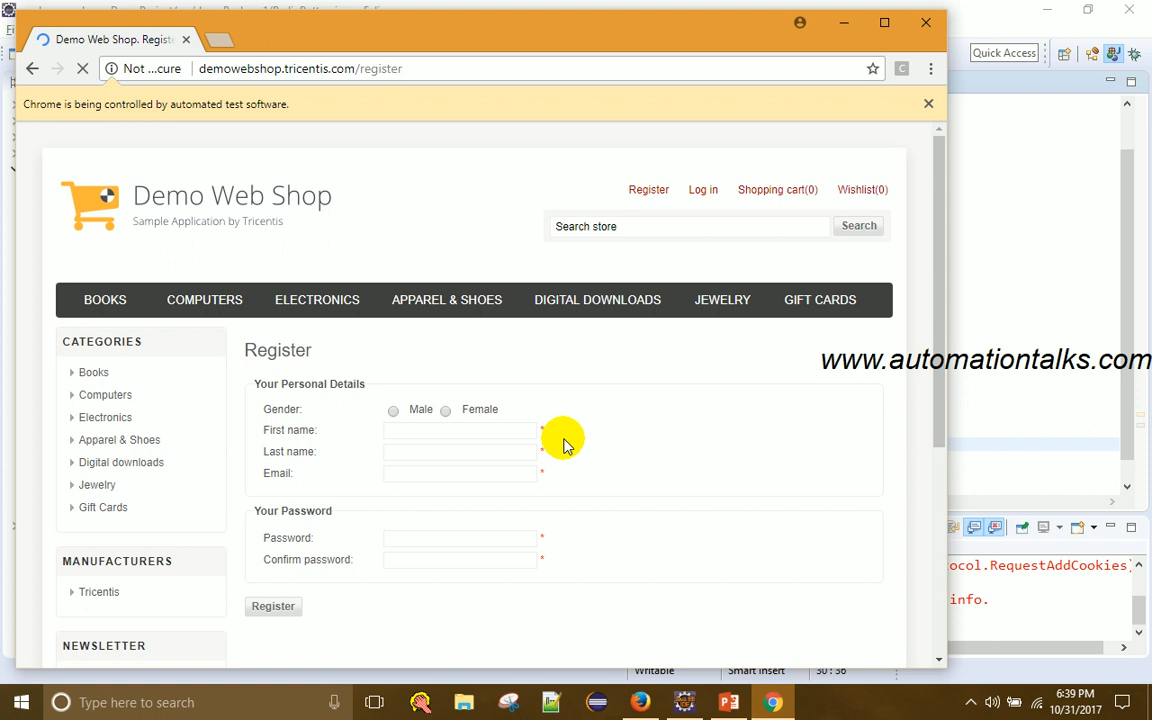 Demo Web Shop. Registe
Quick Access
Not ...cure
demowebshop.tricentis.com/register
C
Chrome is being controlled by automated test software.
Demo Web Shop
Sample Application by Tricentis
Register Log in Shopping cart(0) Wishlist(0)
Search store Search
BOOKS COMPUTERS ELECTRONICS APPAREL & SHOES DIGITAL DOWNLOADS JEWELRY GIFT CARDS
CATEGORIES
Books
Computers
Electronics
Apparel & Shoes
Digital downloads
Jewelry
Gift Cards
MANUFACTURERS
Tricentis
NEWSLETTER
Register
Your Personal Details
Gender: Male Female
First name: *
Last name: *
Email: *
Your Password
Password: *
Confirm password: *
Register
www.automationtalks.com
ocol.RequestAddCookies)
info.
Writable Smart Insert 30 : 36
Type here to search
6:39 PM
10/31/2017